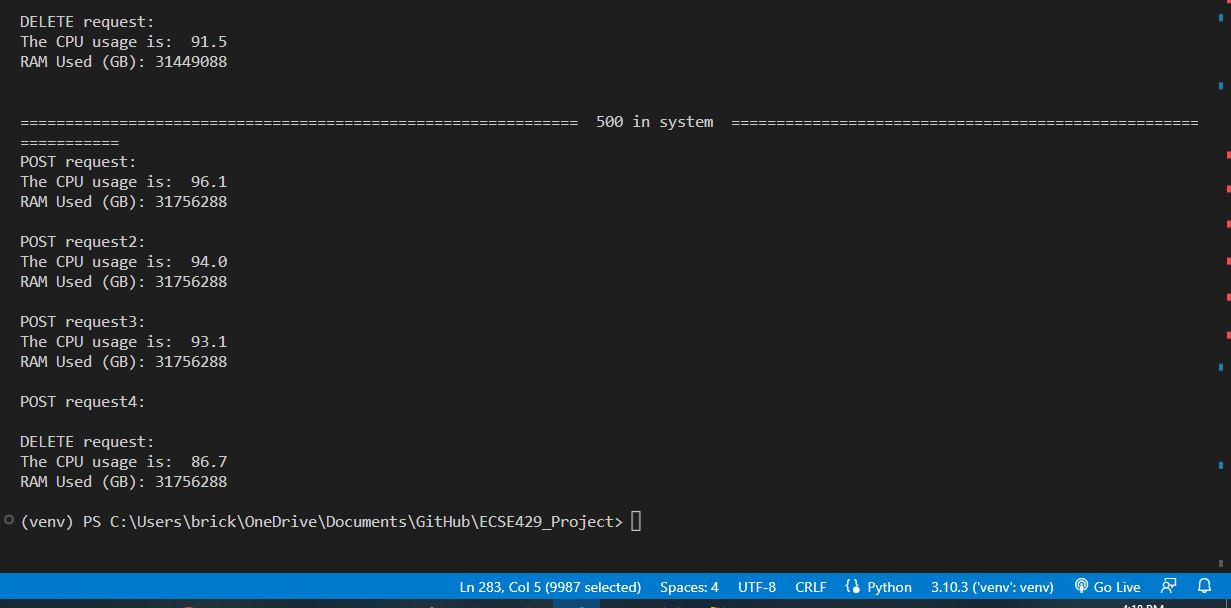 DELETE request:
The CPU usage is:  91.5
RAM Used (GB): 31449088
==============================================================  500 in system  ====================================================
===========
POST request:
The CPU usage is:  96.1
RAM Used (GB): 31756288
POST request2:
The CPU usage is:  94.0
RAM Used (GB): 31756288
POST request3:
The CPU usage is:  93.1
RAM Used (GB): 31756288
POST request4:
DELETE request:
The CPU usage is:  86.7
RAM Used (GB): 31756288
(venv) PS C:\Users\brick\OneDrive\Documents\GitHub\ECSE429_Project>
Ln 283, Col 5 (9987 selected) Spaces: 4 UTF-8 CRLF Python 3.10.3 ('venv': venv) Go Live